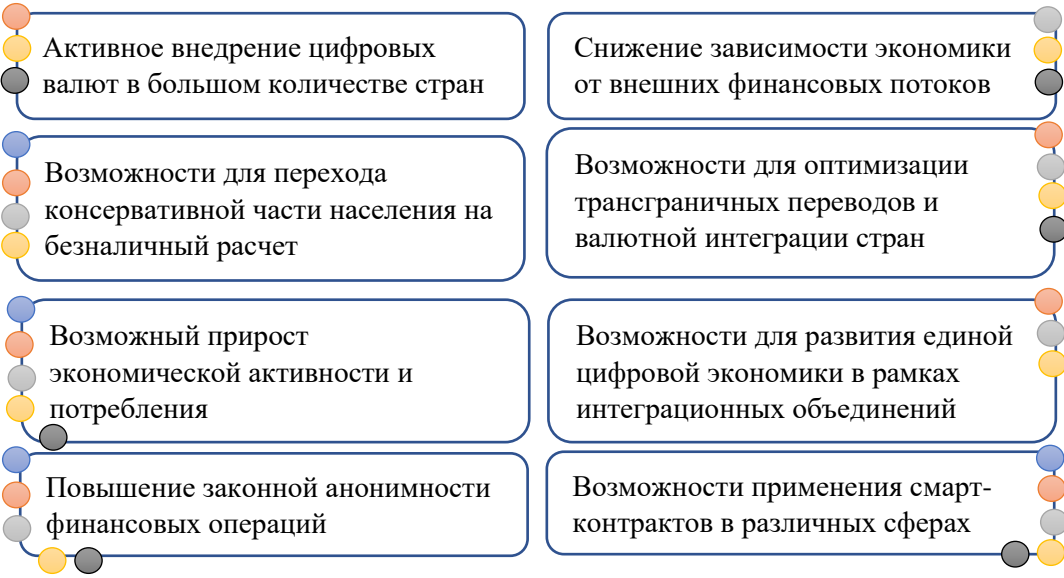 Активное внедрение цифровых
валют в большом количестве стран
Снижение зависимости экономики
от внешних финансовых потоков
Возможности для перехода
консервативной части населения на
безналичный расчет
Возможности для оптимизации
трансграничных переводов и
валютной интеграции стран
Возможный прирост
экономической активности и
потребления
Возможности для развития единой
цифровой экономики в рамках
интеграционных объединений
Повышение законной анонимности
финансовых операций
Возможности применения смарт-
контрактов в различных сферах